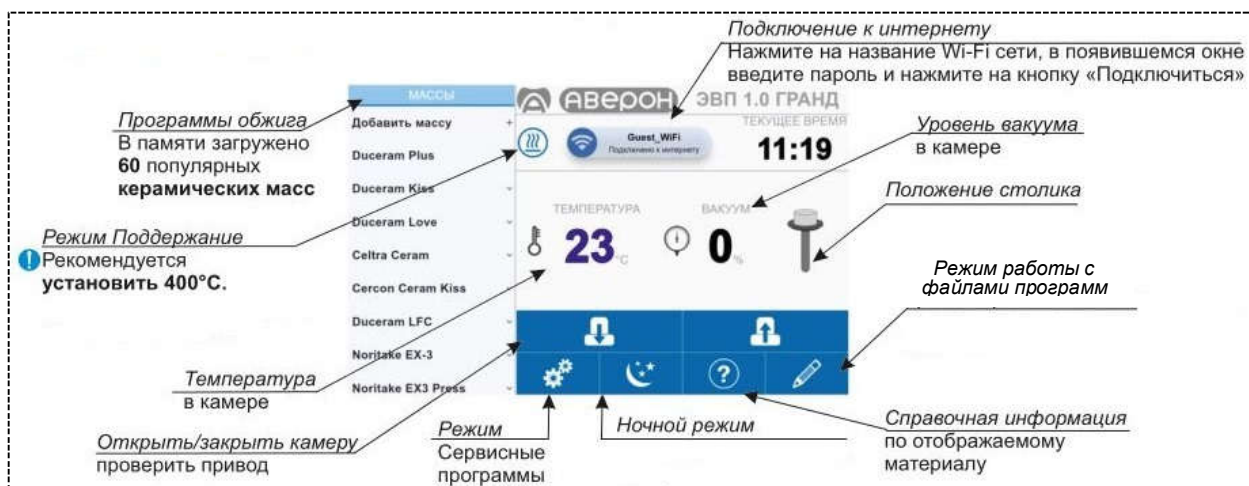 Подключение к интернету
Нажмите на название Wi-Fi сети, в появившемся окне
введите пароль и нажмите на кнопку «Подключиться»
Программы обжига
В памяти загружено
60 популярных
керамических масс
Режим Поддержание
Рекомендуется
установить 400°C.
Температура
в камере
Открыть/закрыть камеру
проверить привод
МАССЫ
Добавить массу +
Duceram Plus
Duceram Kiss
Duceram Love
Celtra Ceram
Cercon Ceram Kiss
Duceram LFC
Noritake EX-3
Noritake EX3 Press
Аверон ЭВП 1.0 ГРАНД
Guest_WiFi
Подключено к интернету
ТЕКУЩЕЕ ВРЕМЯ
11:19
ТЕМПЕРАТУРА
23 °C
ВАКУУМ
0 %
Уровень вакуума
в камере
Положение столика
Режим работы с
файлами программ
Режим
Сервисные
программы
Ночной режим
Справочная информация
по отображаемому
материалу